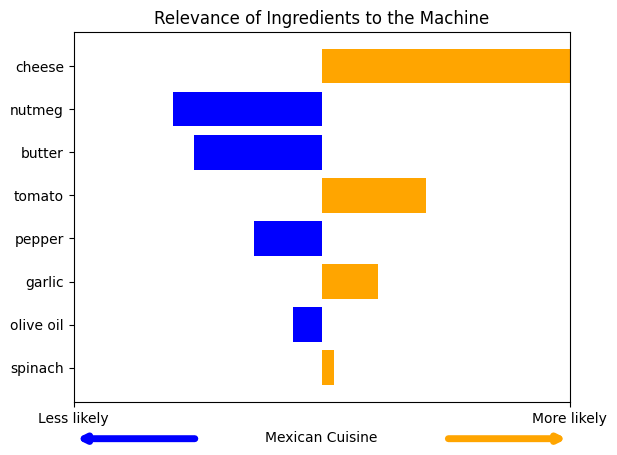 Relevance of Ingredients to the Machine
cheese
nutmeg
butter
tomato
pepper
garlic
olive oil
spinach
Less likely
More likely
Mexican Cuisine